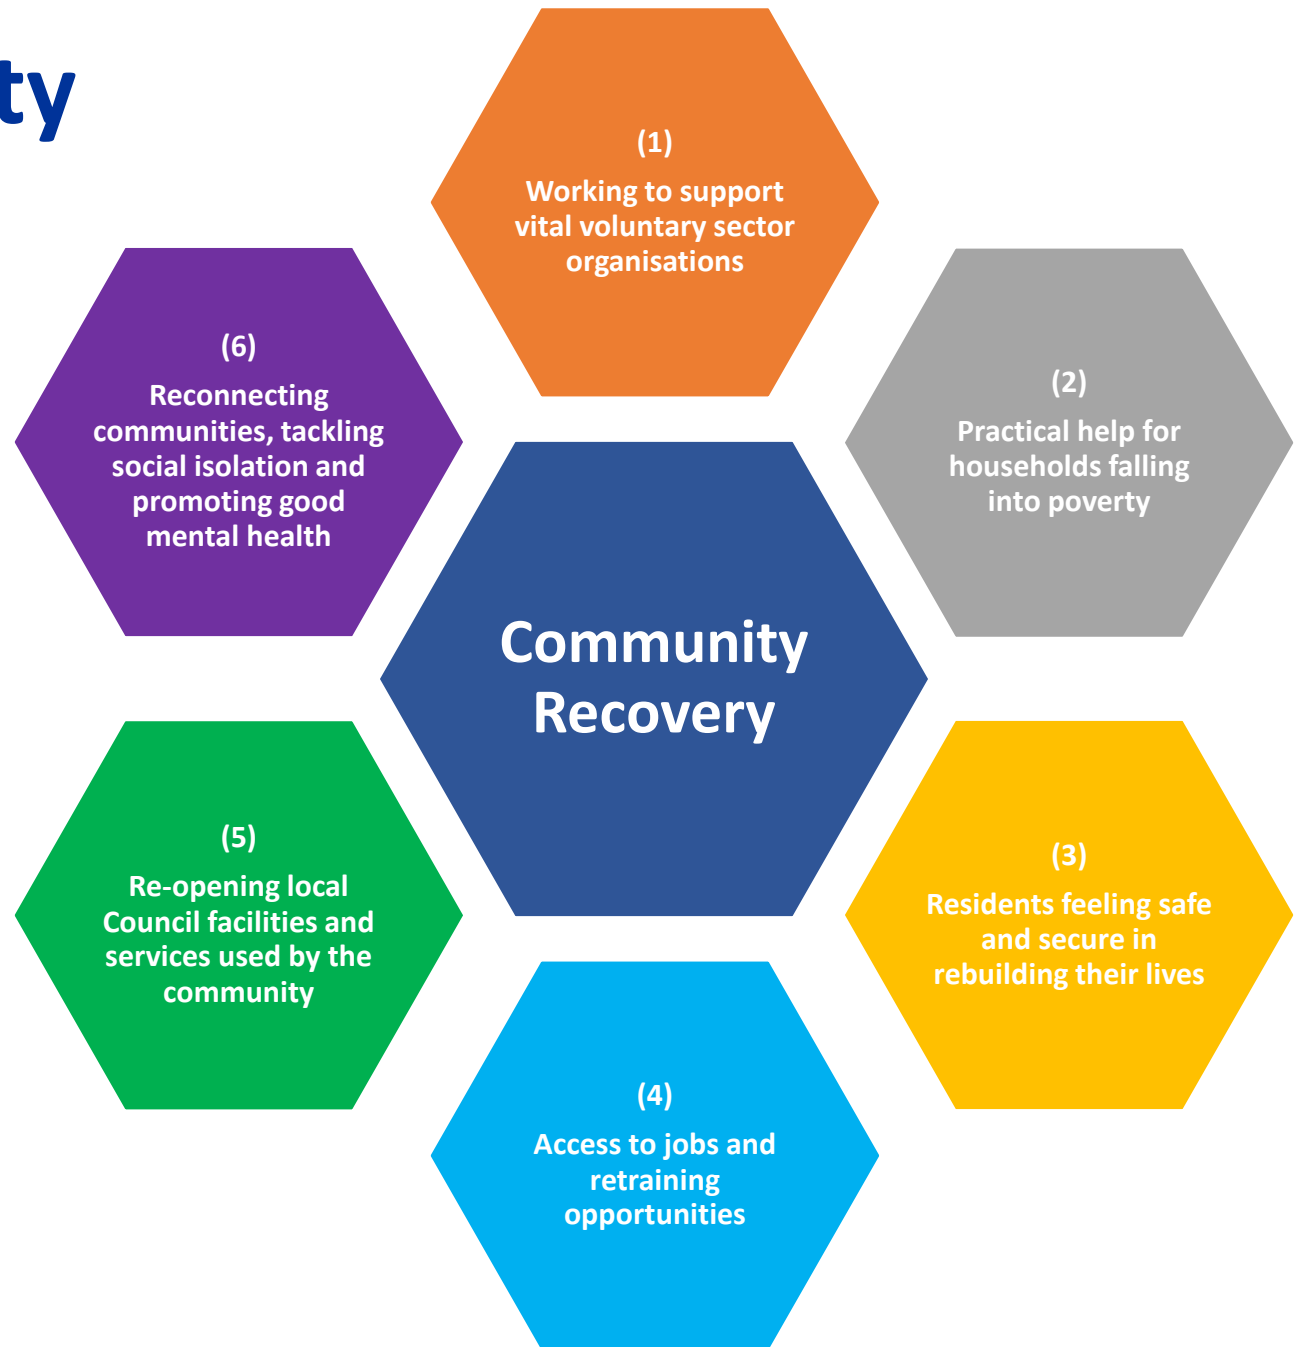 ty
(1)
Working to support
vital voluntary sector
organisations
(2)
Practical help for
households falling
into poverty
(3)
Residents feeling safe
and secure in
rebuilding their lives
(4)
Access to jobs and
retraining
opportunities
(5)
Re-opening local
Council facilities and
services used by the
community
(6)
Reconnecting
communities, tackling
social isolation and
promoting good
mental health
Community
Recovery